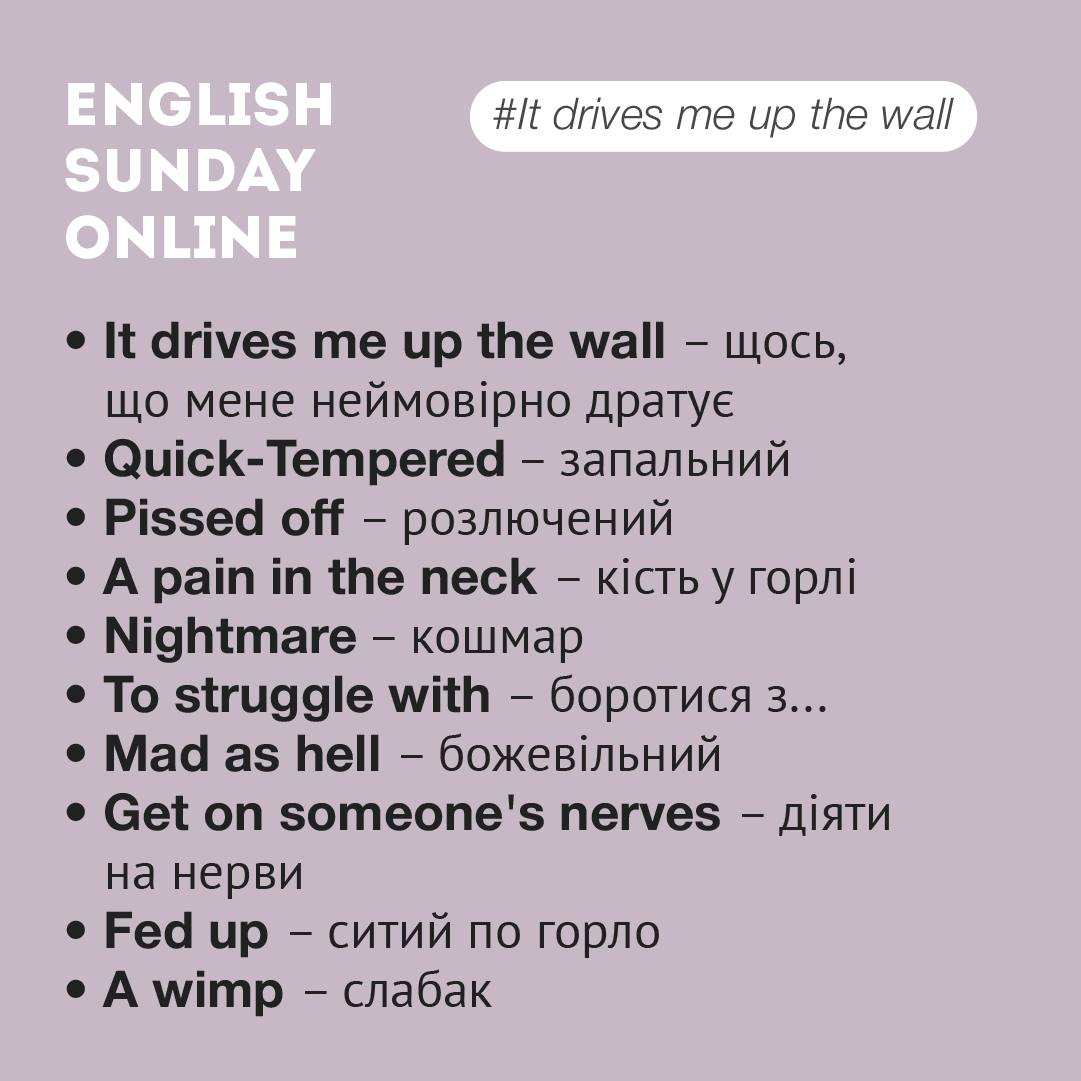 ENGLISH
SUNDAY
ONLINE
#It drives me up the wall
• It drives me up the wall – щось,
що мене неймовірно дратує
• Quick-Tempered – запальний
• Pissed off – розлючений
• A pain in the neck – кість у горлі
• Nightmare – кошмар
• To struggle with – боротися з...
• Mad as hell – божевільний
• Get on someone's nerves – діяти
на нерви
• Fed up – ситий по горло
• A wimp – слабак